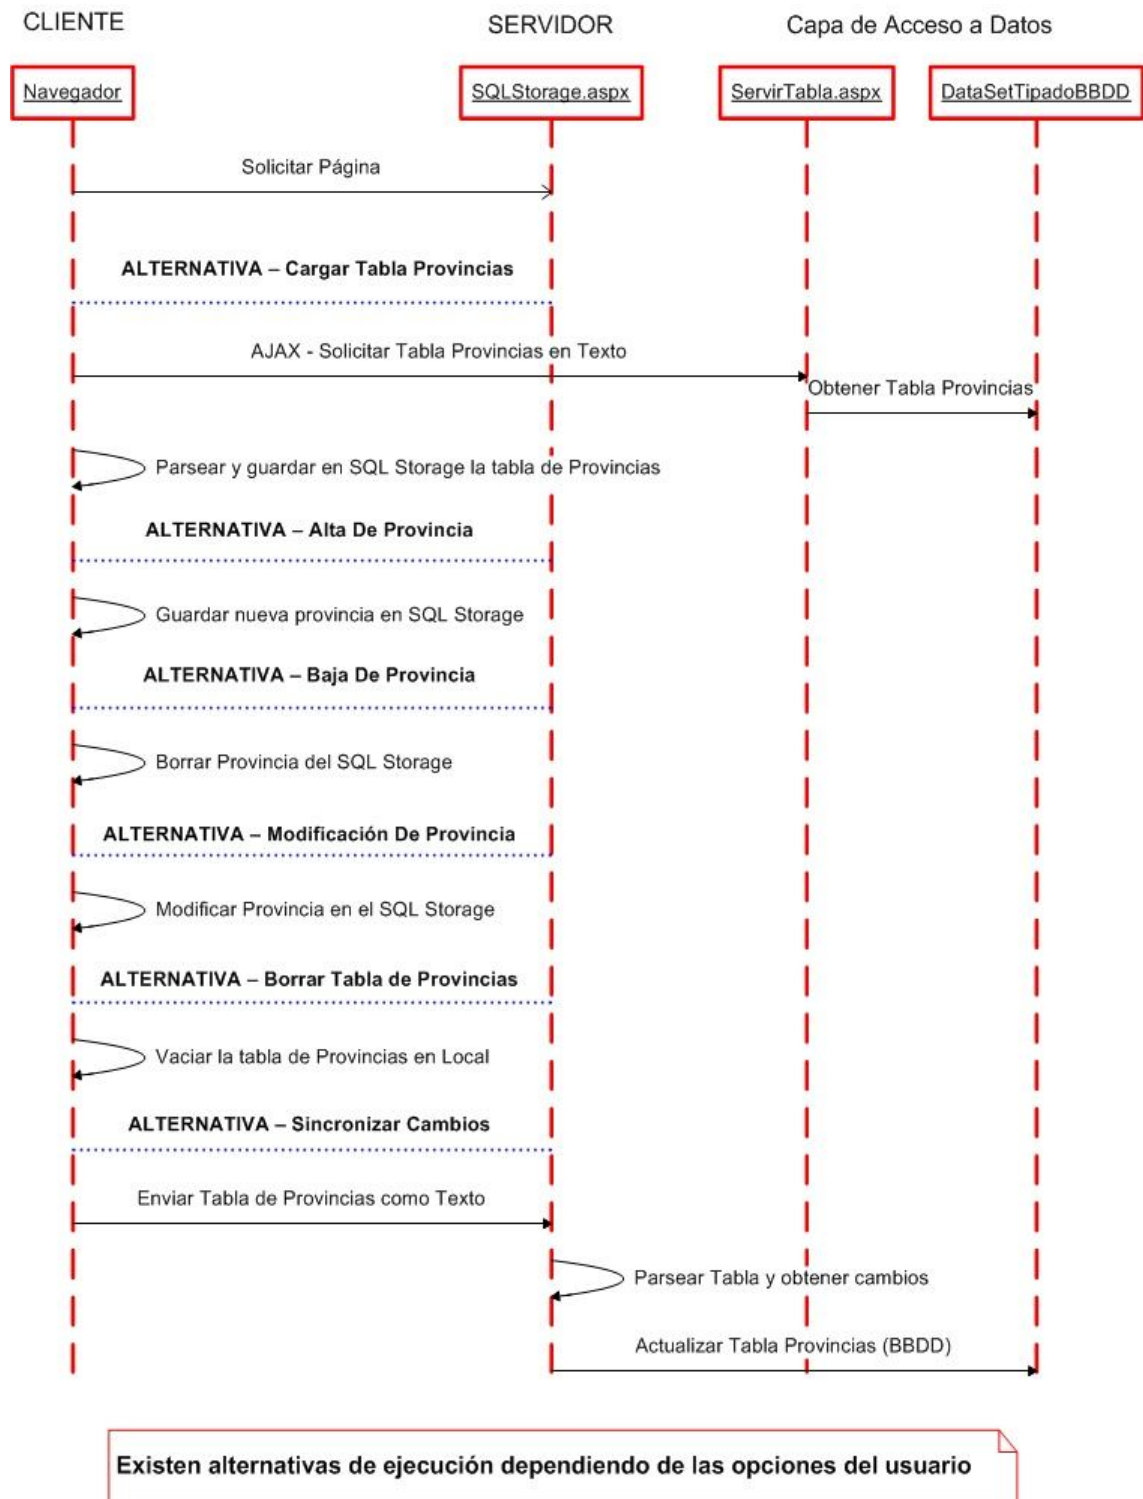 CLIENTE
SERVIDOR
Capa de Acceso a Datos
Navegador
SQLStorage.aspx
ServirTabla.aspx
DataSetTipadoBBDD
Solicitar Página
ALTERNATIVA – Cargar Tabla Provincias
AJAX - Solicitar Tabla Provincias en Texto
Obtener Tabla Provincias
Parsear y guardar en SQL Storage la tabla de Provincias
ALTERNATIVA – Alta De Provincia
Guardar nueva provincia en SQL Storage
ALTERNATIVA – Baja De Provincia
Borrar Provincia del SQL Storage
ALTERNATIVA – Modificación De Provincia
Modificar Provincia en el SQL Storage
ALTERNATIVA – Borrar Tabla de Provincias
Vaciar la tabla de Provincias en Local
ALTERNATIVA – Sincronizar Cambios
Enviar Tabla de Provincias como Texto
Parsear Tabla y obtener cambios
Actualizar Tabla Provincias (BBDD)
Existen alternativas de ejecución dependiendo de las opciones del usuario